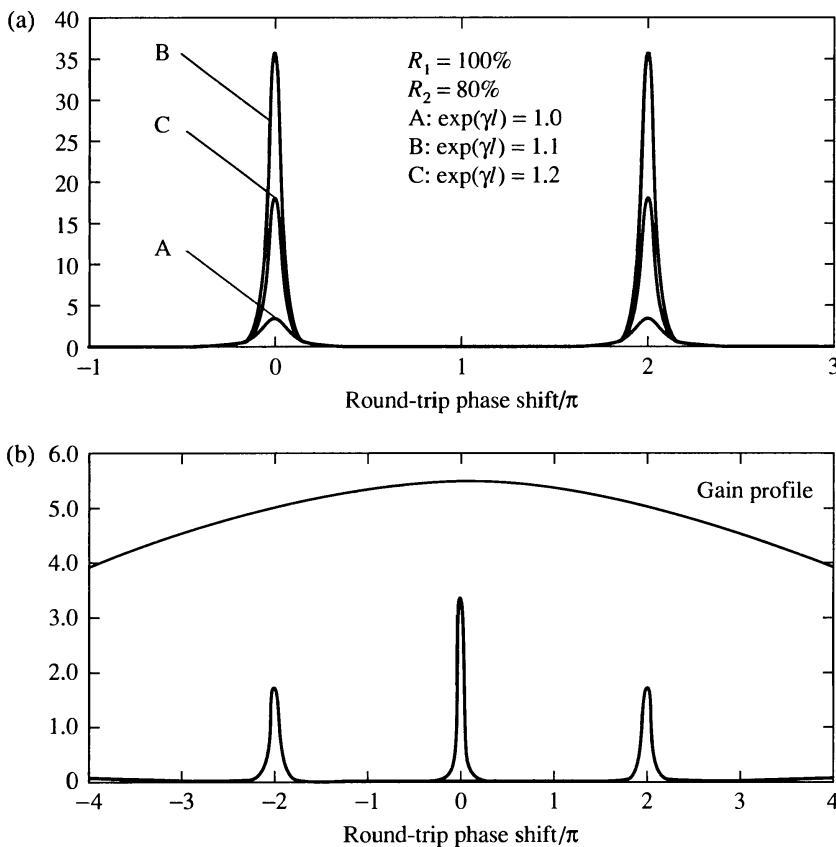 (a)
40
35
30
25
20
15
10
5
0
B
C
A
R₁ = 100%
R₂ = 80%
A: exp(γl) = 1.0
B: exp(γl) = 1.1
C: exp(γl) = 1.2
−1 0 1 2 3
Round-trip phase shift/π
(b)
6.0
5.0
4.0
3.0
2.0
1.0
0
Gain profile
−4 −3 −2 −1 0 1 2 3 4
Round-trip phase shift/π